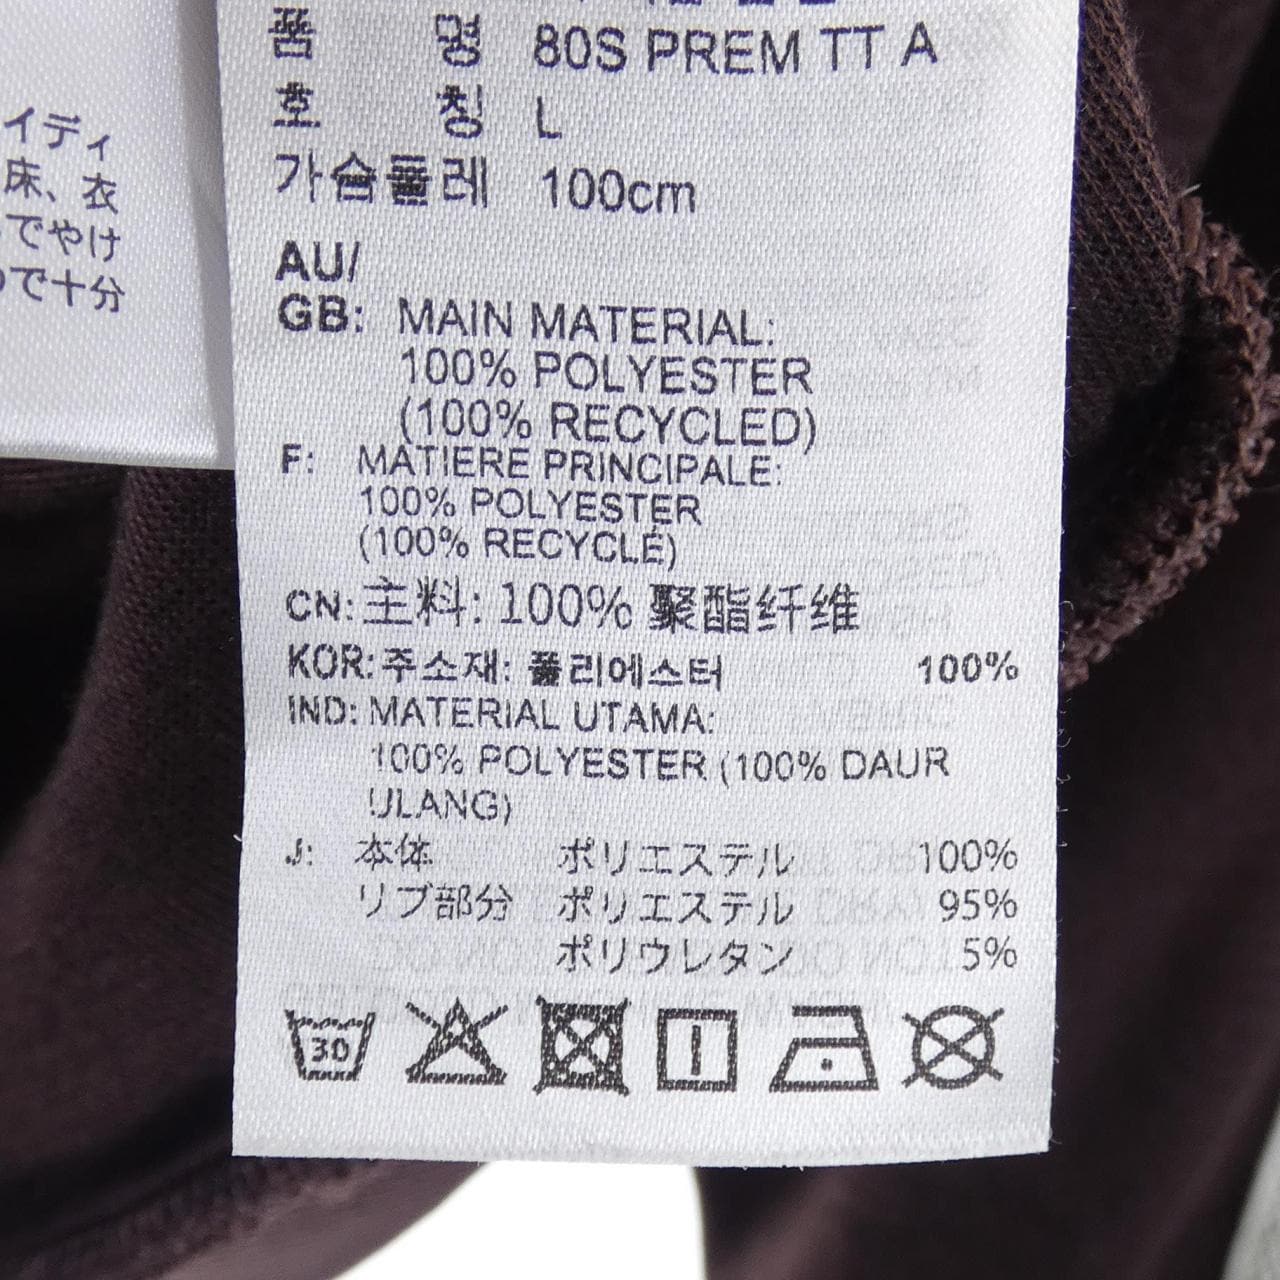 イディ
床、衣
でやけ
で十分
품 명 80S PREM TT A
호 칭 L
가슴둘레 100cm
AU/
GB: MAIN MATERIAL:
100% POLYESTER
(100% RECYCLED)
F: MATIERE PRINCIPALE:
100% POLYESTER
(100% RECYCLÉ)
CN: 主料: 100% 聚酯纤维
KOR: 주소재: 폴리에스터 100%
IND: MATERIAL UTAMA:
100% POLYESTER (100% DAUR
ULANG)
J: 本体 ポリエステル 100%
リブ部分 ポリエステル 95%
ポリウレタン 5%
30